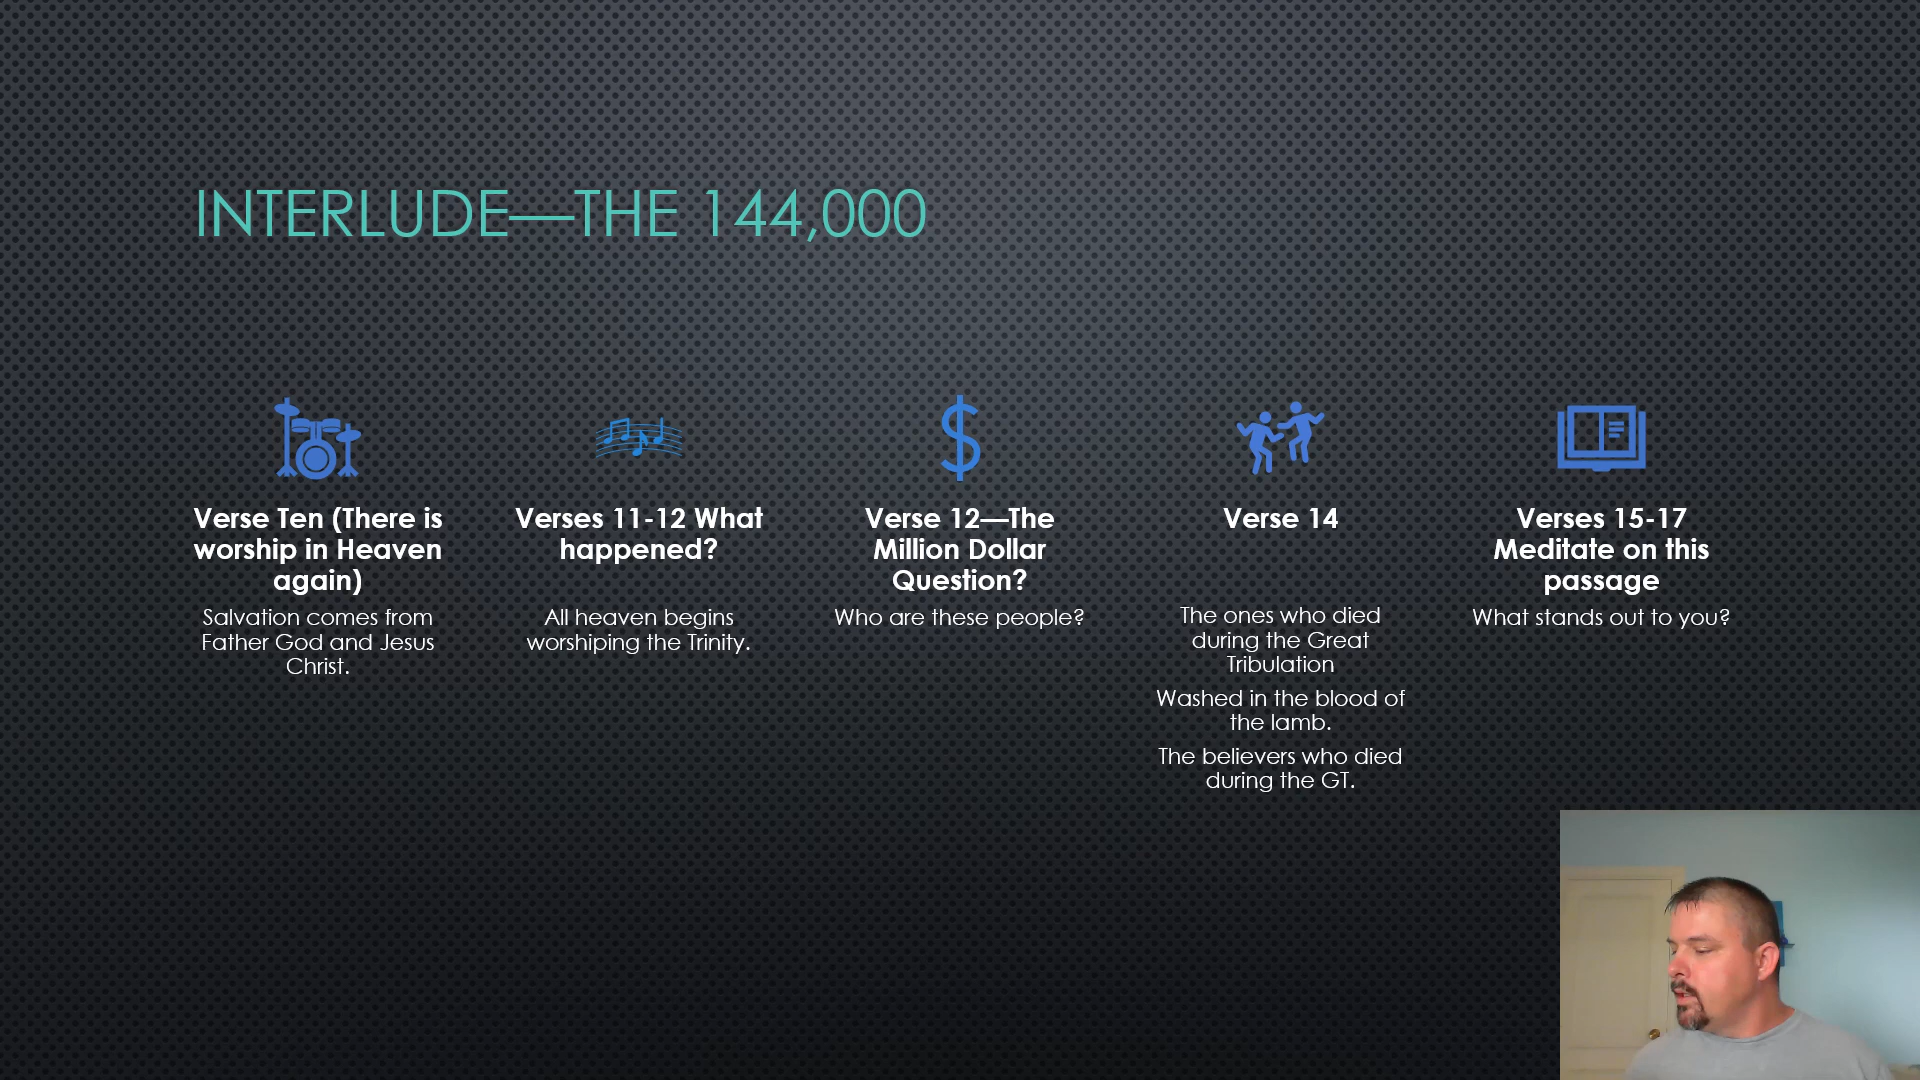 INTERLUDE—THE 144,000
Verse Ten (There is
worship in Heaven
again)
Salvation comes from
Father God and Jesus
Christ.
Verses 11-12 What
happened?
All heaven begins
worshiping the Trinity.
Verse 12—The
Million Dollar
Question?
Who are these people?
Verse 14
The ones who died
during the Great
Tribulation
Washed in the blood of
the lamb.
The believers who died
during the GT.
Verses 15-17
Meditate on this
passage
What stands out to you?